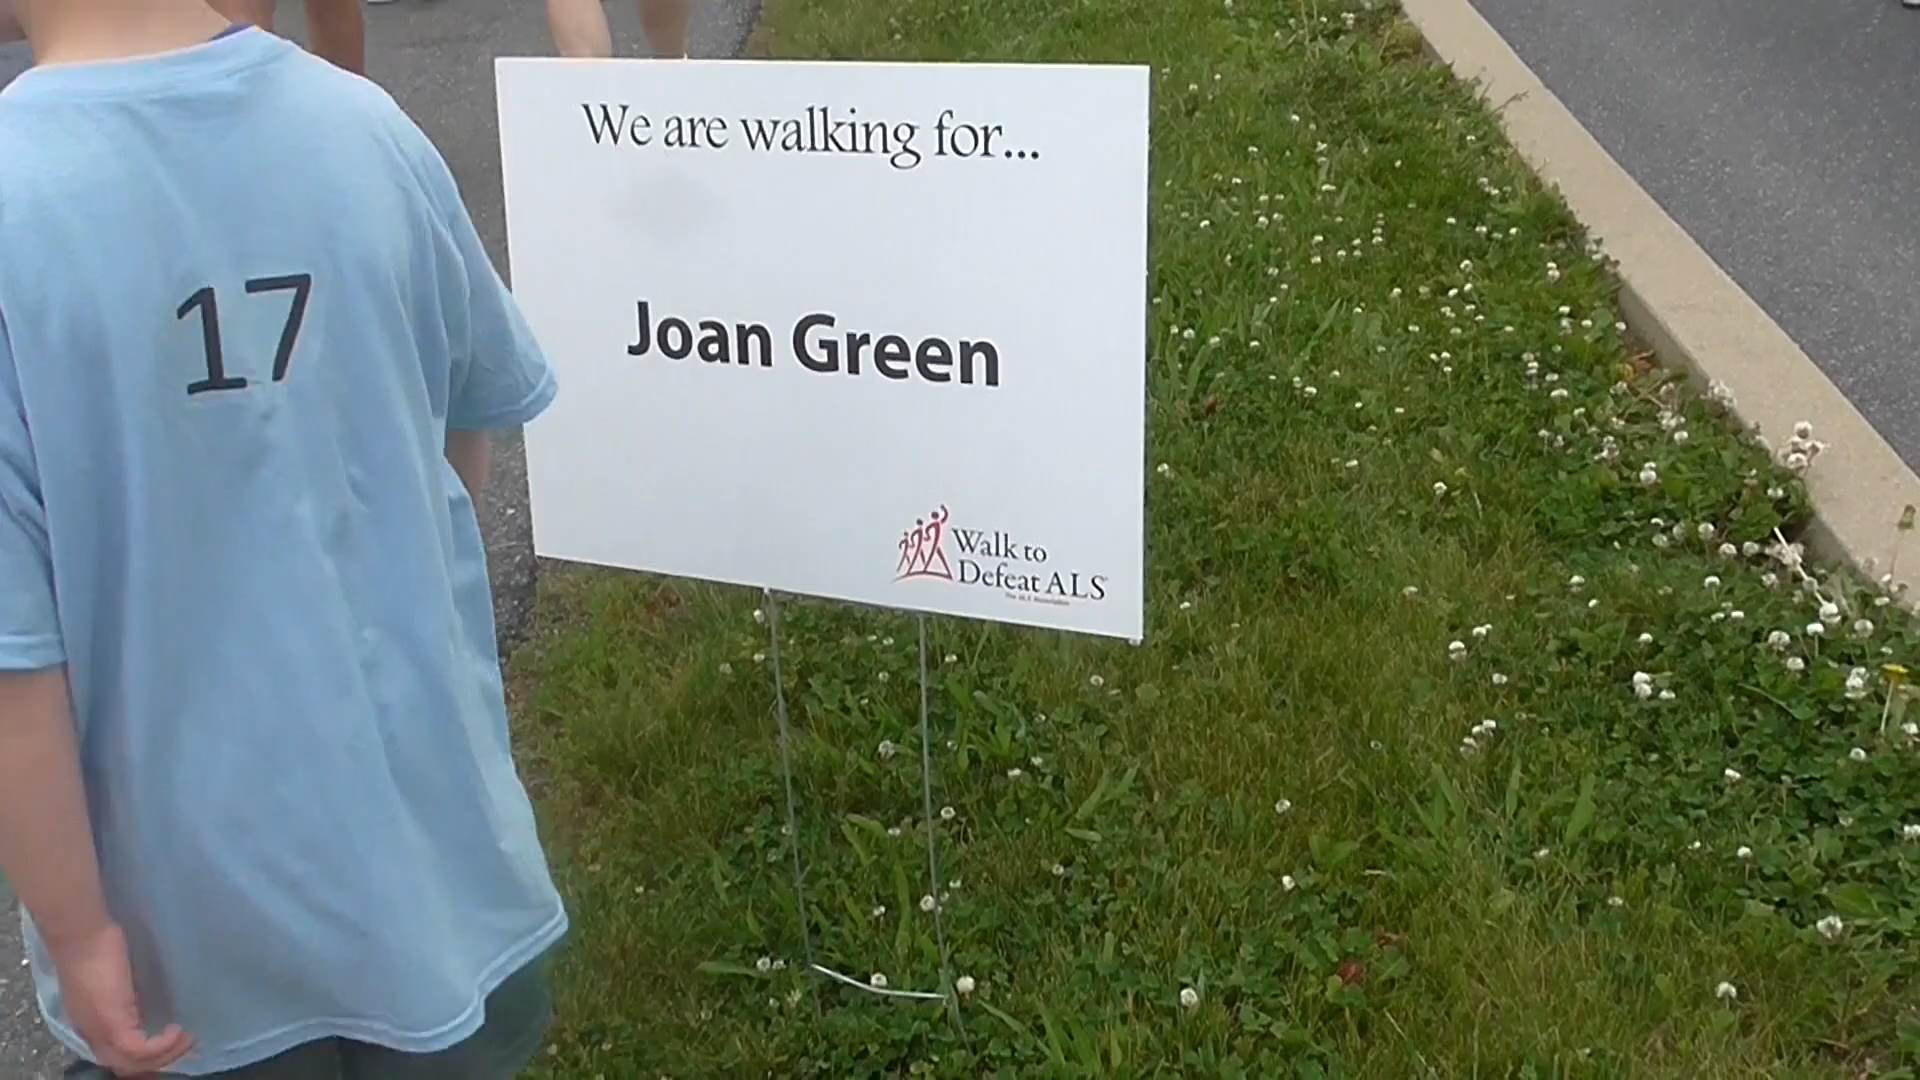 17
We are walking for...
Joan Green
Walk to
Defeat ALS